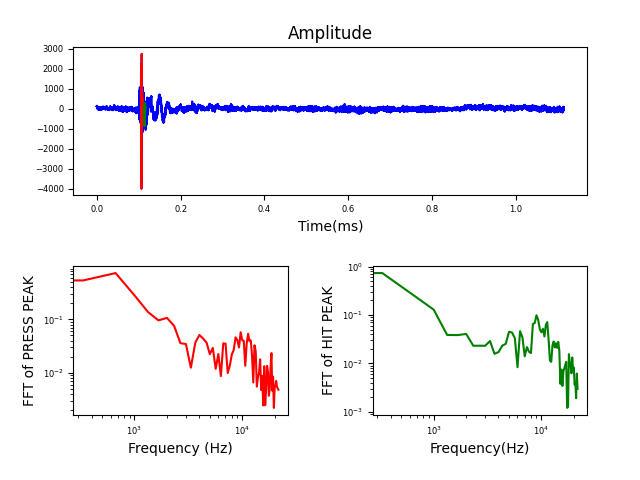 Amplitude
3000
2000
1000
0
−1000
−2000
−3000
−4000
0.0 0.2 0.4 0.6 0.8 1.0
Time(ms)
FFT of PRESS PEAK
10⁻¹
10⁻²
10³ 10⁴
Frequency (Hz)
FFT of HIT PEAK
10⁰
10⁻¹
10⁻²
10⁻³
10³ 10⁴
Frequency(Hz)